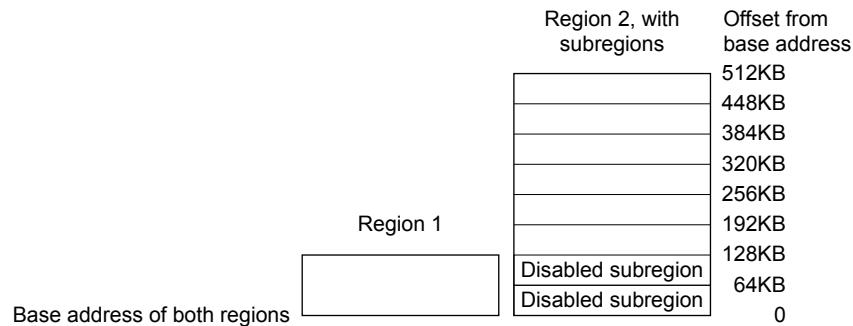 Region 2, with
subregions
Offset from
base address
512KB
448KB
384KB
320KB
256KB
Region 1
192KB
128KB
Disabled subregion
64KB
Disabled subregion
Base address of both regions
0